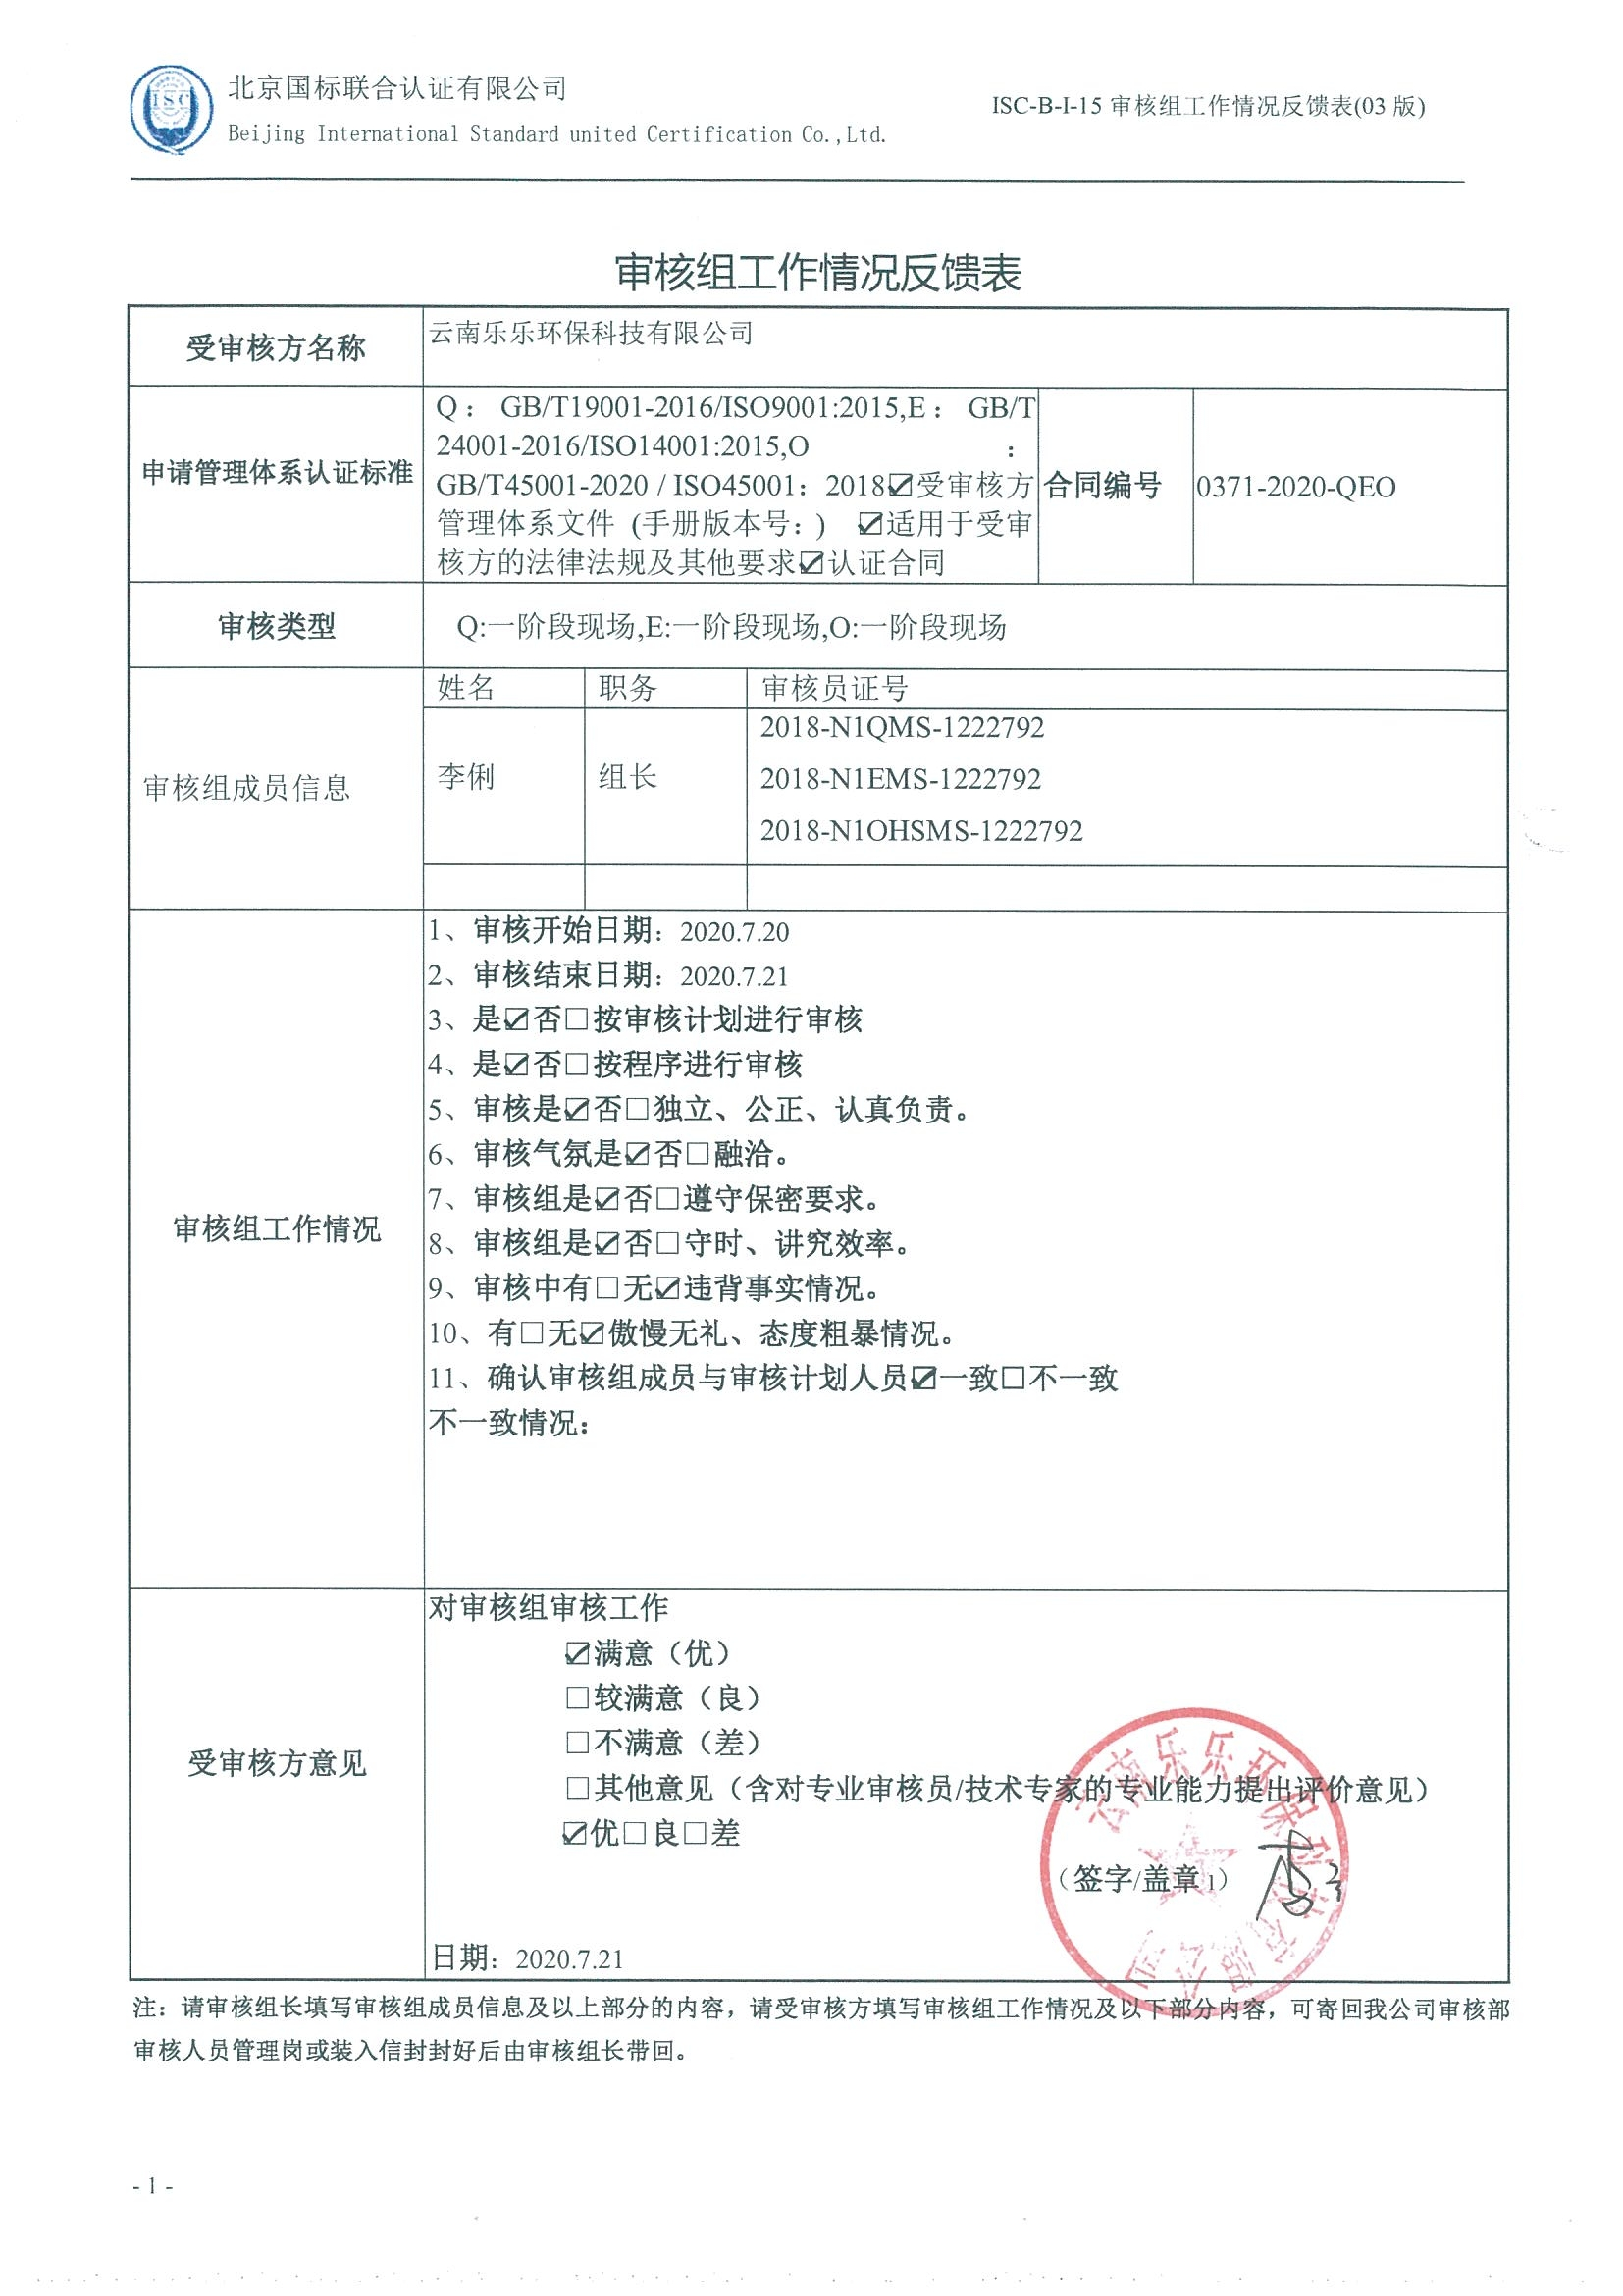 ISC
北京国标联合认证有限公司
Beijing International Standard united Certification Co.,Ltd.
ISC-B-I-15 审核组工作情况反馈表(03 版)
审核组工作情况反馈表
受审核方名称
云南乐乐环保科技有限公司
申请管理体系认证标准
Q： GB/T19001-2016/ISO9001:2015,E： GB/T
24001-2016/ISO14001:2015,O ：
GB/T45001-2020 / ISO45001：2018☑受审核方
管理体系文件 (手册版本号：) ☑适用于受审
核方的法律法规及其他要求☑认证合同
合同编号
0371-2020-QEO
审核类型
Q:一阶段现场,E:一阶段现场,O:一阶段现场
审核组成员信息
姓名 职务 审核员证号
李俐 组长
2018-N1QMS-1222792
2018-N1EMS-1222792
2018-N1OHSMS-1222792
审核组工作情况
1、审核开始日期：2020.7.20
2、审核结束日期：2020.7.21
3、是☑否□按审核计划进行审核
4、是☑否□按程序进行审核
5、审核是☑否□独立、公正、认真负责。
6、审核气氛是☑否□融洽。
7、审核组是☑否□遵守保密要求。
8、审核组是☑否□守时、讲究效率。
9、审核中有□无☑违背事实情况。
10、有□无☑傲慢无礼、态度粗暴情况。
11、确认审核组成员与审核计划人员☑一致□不一致
不一致情况：
受审核方意见
对审核组审核工作
☑满意（优）
□较满意（良）
□不满意（差）
□其他意见（含对专业审核员/技术专家的专业能力提出评价意见）
☑优□良□差
（签字/盖章 1）
云南乐乐环保科技有限公司
日期：2020.7.21
注：请审核组长填写审核组成员信息及以上部分的内容，请受审核方填写审核组工作情况及以下部分内容，可寄回我公司审核部
审核人员管理岗或装入信封封好后由审核组长带回。
- 1 -